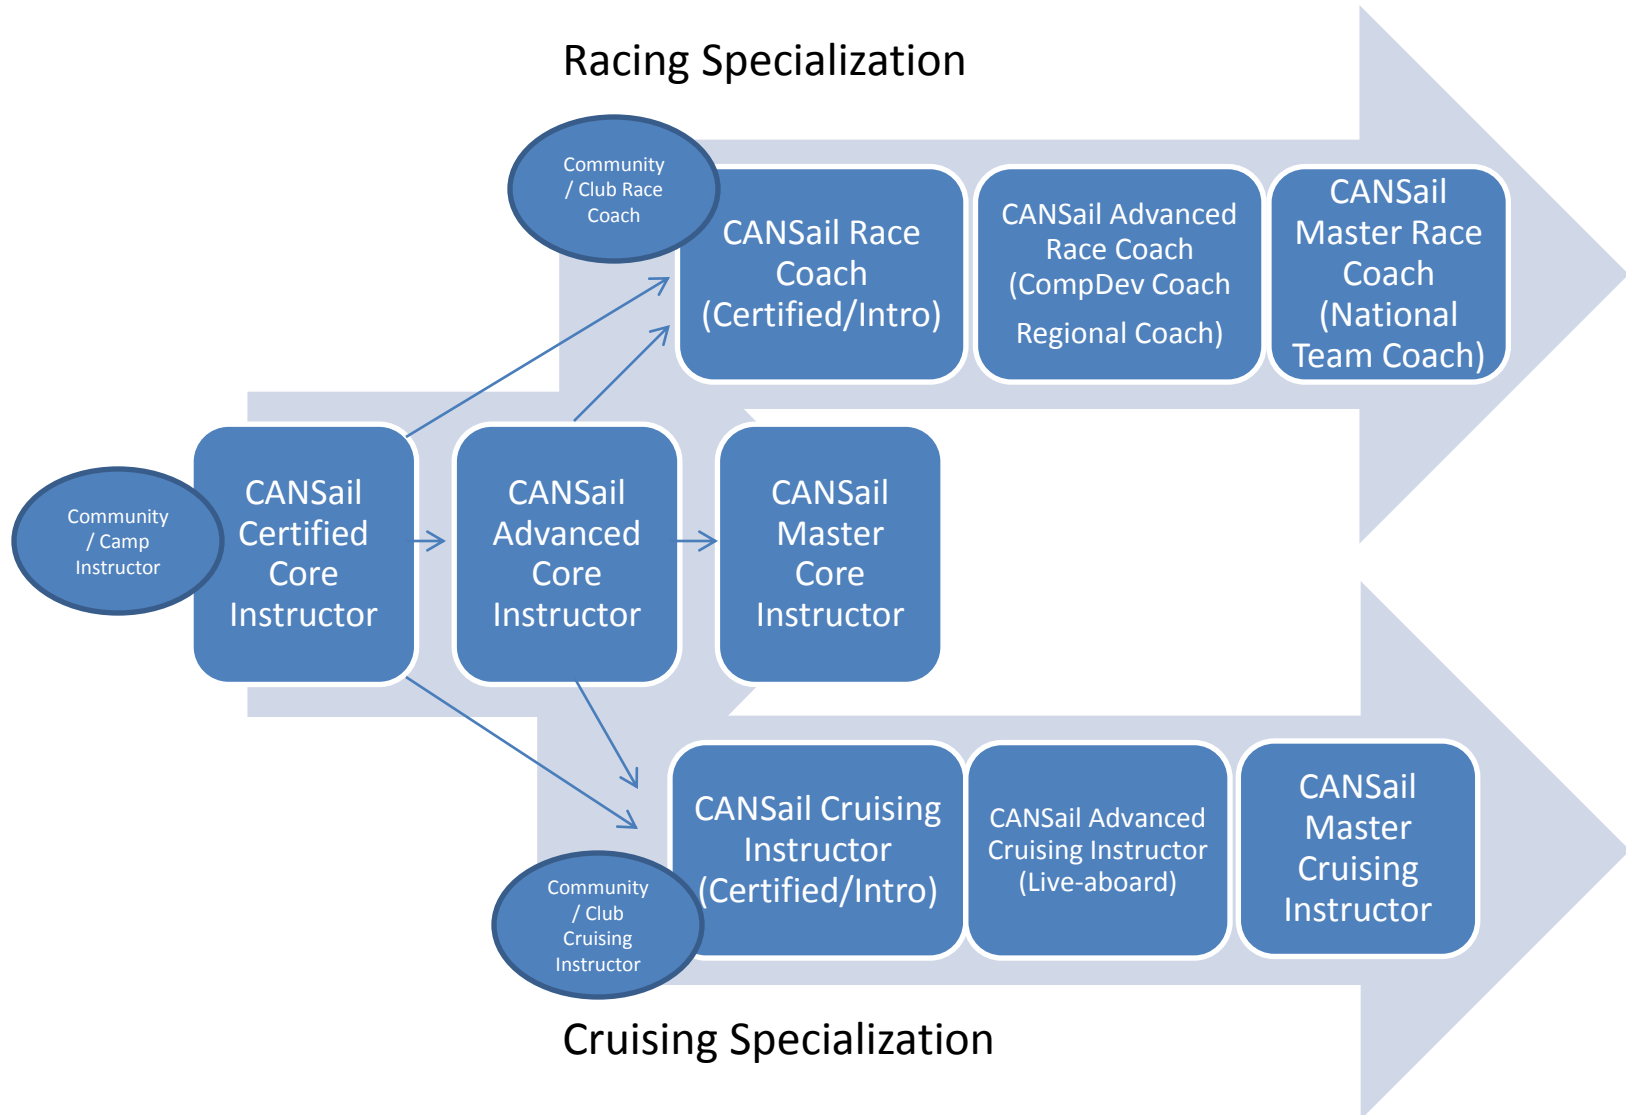 Racing Specialization
Community
/ Club Race
Coach
CANSail Race
Coach
(Certified/Intro)
CANSail Advanced
Race Coach
(CompDev Coach
Regional Coach)
CANSail
Master Race
Coach
(National
Team Coach)
Community
/ Camp
Instructor
CANSail
Certified
Core
Instructor
CANSail
Advanced
Core
Instructor
CANSail
Master
Core
Instructor
CANSail Cruising
Instructor
(Certified/Intro)
Community
/ Club
Cruising
Instructor
CANSail Advanced
Cruising Instructor
(Live-aboard)
CANSail
Master
Cruising
Instructor
Cruising Specialization